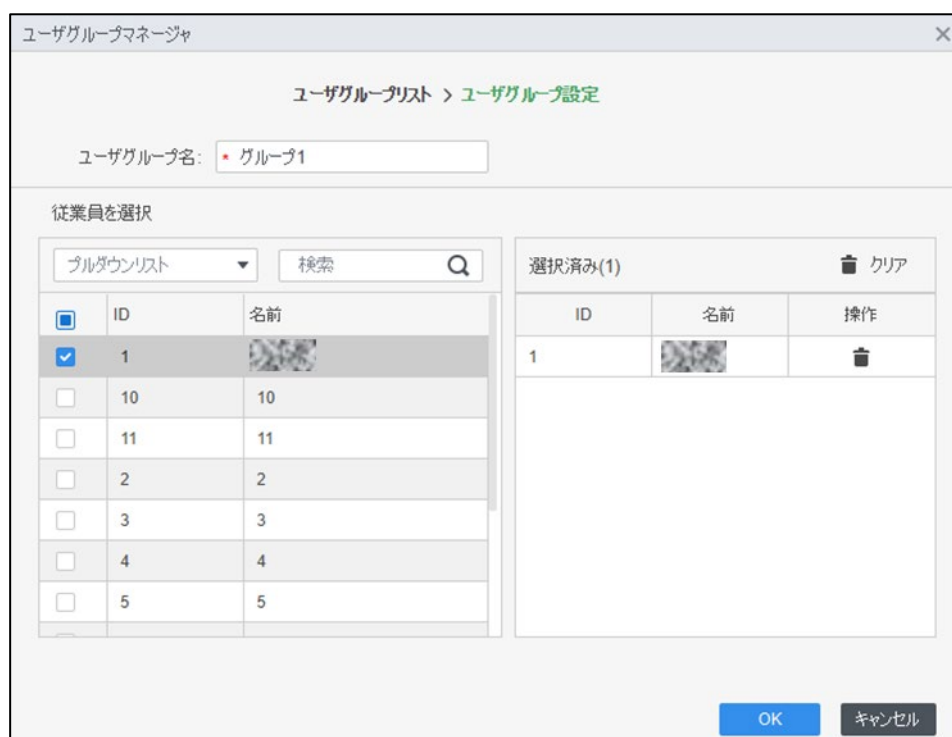 ユーザグループマネージャ
ユーザグループリスト > ユーザグループ設定
ユーザグループ名: * グループ1
従業員を選択
プルダウンリスト 検索
ID 名前
1
10 10
11 11
2 2
3 3
4 4
5 5
選択済み(1) クリア
ID 名前 操作
1
OK キャンセル